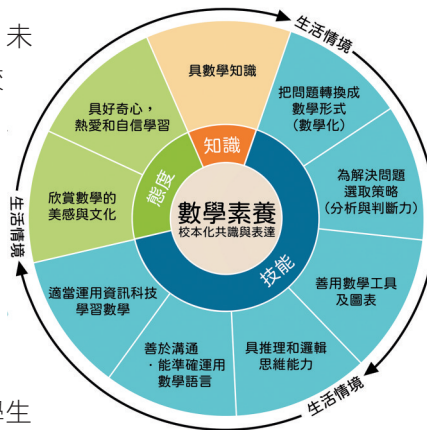 未
生活情境
具數學知識
把問題轉換成
數學形式
(數學化)
具好奇心，
熱愛和自信學習
知識
為解決問題
選取策略
(分析與判斷力)
態度
欣賞數學的
美感與文化
數學素養
校本化共識與表達
生活情境
技能
善用數學工具
及圖表
適當運用資訊科技
學習數學
具推理和邏輯
思維能力
善於溝通
・能準確運用
數學語言
生活情境
學生